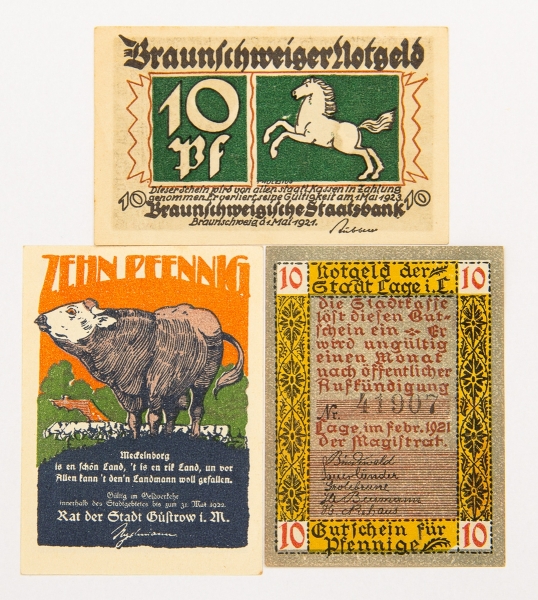 Braunschweiger Notgeld
10
Pf
Dieser Schein wird von allen staatl. Kassen in Zahlung
genommen. Er verliert seine Gültigkeit am 1. Mai 1923.
10 Braunschweigische Staatsbank 10
Braunschweig d. 1 Mai 1921.
ZEHN PFENNIG
Meckelnborg
is en schön Land, 't is en rik Land, un vor
Allen kann 't den'n Landmann woll gefallen.
Gültig im Geldverkehr
innerhalb des Stadtgebietes bis zum 31. Mai 1922.
Rat der Stadt Güstrow i. M.
10 Notgeld der 10
Stadt Lage i. L.
Die Stadtkasse
löst diesen Gut-
schein ein Er
wird ungültig
einen Monat
nach öffentlicher
Aufkündigung
Nr. 41907
Lage, im Febr. 1921
der Magistrat.
10 Gutschein für 10
Pfennige